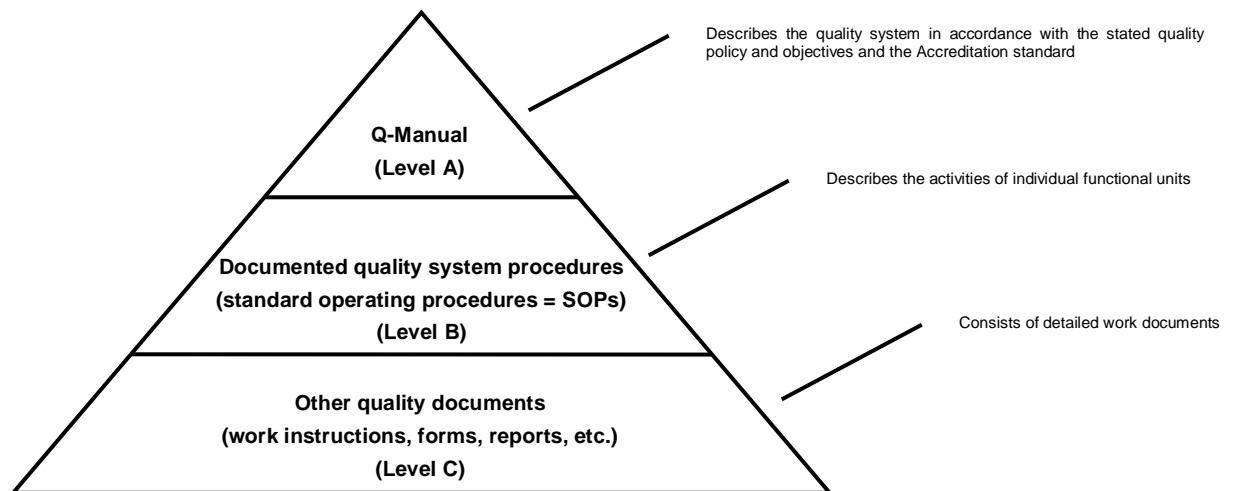 Describes the quality system in accordance with the stated quality
policy and objectives and the Accreditation standard
Q-Manual
(Level A)
Describes the activities of individual functional units
Documented quality system procedures
(standard operating procedures = SOPs)
(Level B)
Consists of detailed work documents
Other quality documents
(work instructions, forms, reports, etc.)
(Level C)